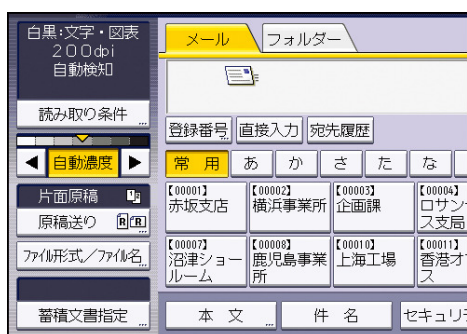 白黒:文字・図表
200dpi
自動検知
読み取り条件
自動濃度
片面原稿
原稿送り
ファイル形式/ファイル名
蓄積文書指定
メール
フォルダー
登録番号 直接入力 宛先履歴
常用 あ か さ た な
【00001】 【00002】 【00003】 【00004】
赤坂支店 横浜事業所 企画課 ロサン
ス支局
【00007】 【00008】 【00010】 【00011】
沼津ショー 鹿児島事業 上海工場 香港オ
ルーム 所 ス
本文 件名 セキュリ